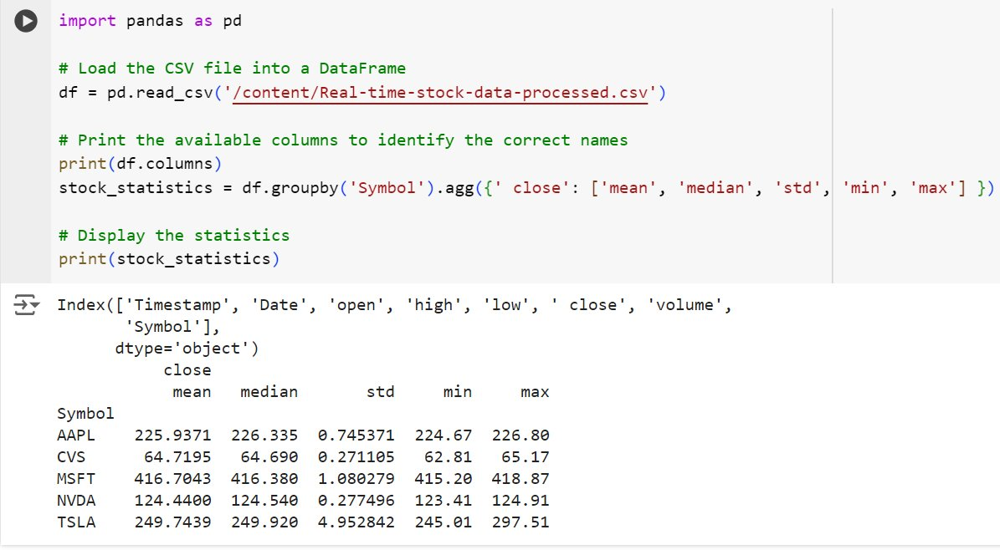 import pandas as pd
# Load the CSV file into a DataFrame
df = pd.read_csv('/content/Real-time-stock-data-processed.csv')
# Print the available columns to identify the correct names
print(df.columns)
stock_statistics = df.groupby('Symbol').agg({' close': ['mean', 'median', 'std', 'min', 'max'] })
# Display the statistics
print(stock_statistics)
Index(['Timestamp', 'Date', 'open', 'high', 'low', ' close', 'volume',
'Symbol'],
dtype='object')
close
mean median std min max
Symbol
AAPL 225.9371 226.335 0.745371 224.67 226.80
CVS 64.7195 64.690 0.271105 62.81 65.17
MSFT 416.7043 416.380 1.080279 415.20 418.87
NVDA 124.4400 124.540 0.277496 123.41 124.91
TSLA 249.7439 249.920 4.952842 245.01 297.51